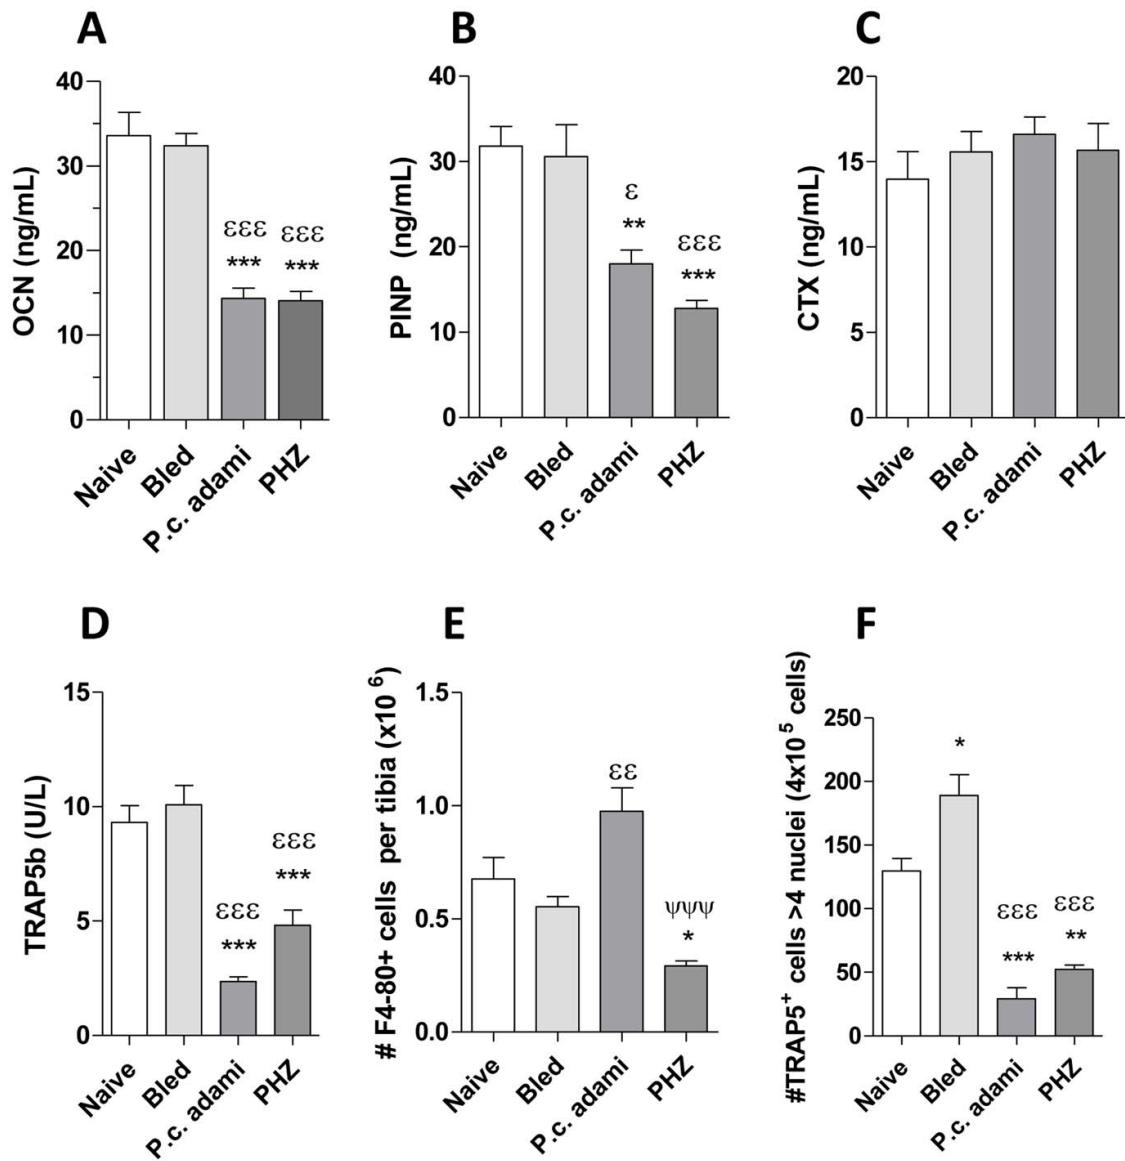 A
OCN (ng/mL)
40
30
20
10
0
εεε
***
εεε
***
Naive
Bled
P.c. adami
PHZ
B
PINP (ng/mL)
40
30
20
10
0
ε
**
εεε
***
Naive
Bled
P.c. adami
PHZ
C
CTX (ng/mL)
20
15
10
5
0
Naive
Bled
P.c. adami
PHZ
D
TRAP5b (U/L)
15
10
5
0
εεε
***
εεε
***
Naive
Bled
P.c. adami
PHZ
E
# F4-80+ cells per tibia (x10 6)
1.5
1.0
0.5
0.0
εε
ψψψ
*
Naive
Bled
P.c. adami
PHZ
F
#TRAP5+ cells >4 nuclei (4x10 5 cells)
250
200
150
100
50
0
*
εεε
***
εεε
**
Naive
Bled
P.c. adami
PHZ